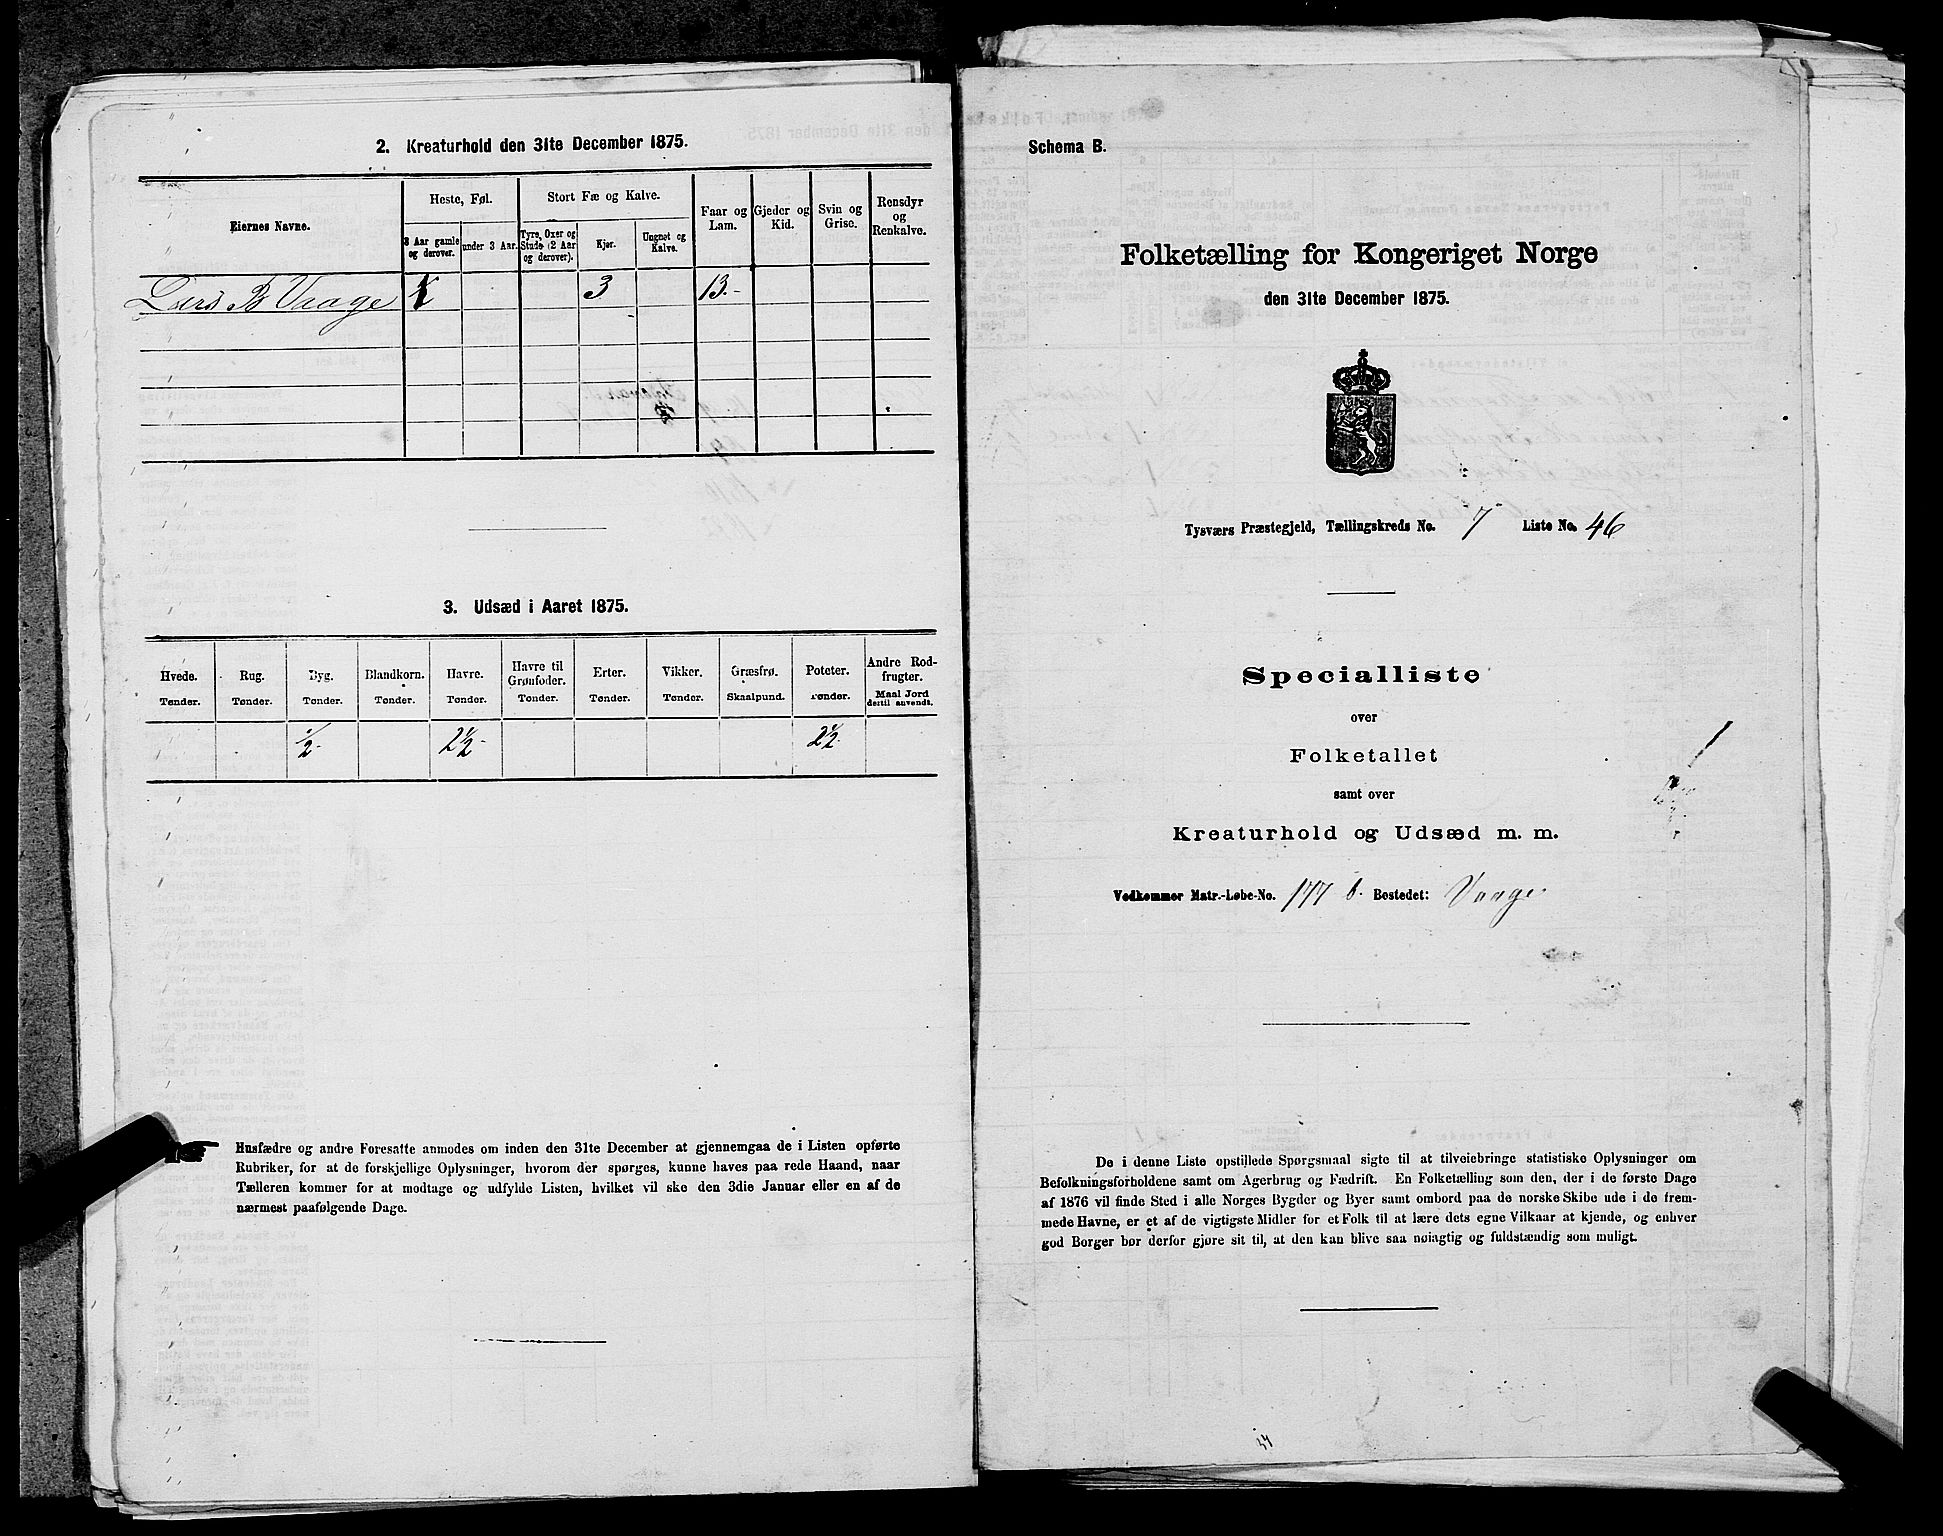 2. Kreaturhold den 31te December 1875.
Eiernes Navne.
Heste, Føl.
3 Aar gamle og derover.
under 3 Aar.
Stort Fæ og Kalve.
Tyre, Oxer og Stude (2 Aar og derover).
Kjør.
Ungnøt og Kalve.
Faar og Lam.
Gjeder og Kid.
Svin og Grise.
Rensdyr og Renkalve.
Lars B Vaage 3 13.-
3. Udsæd i Aaret 1875.
Hvede. Tønder.
Rug. Tønder.
Byg. Tønder.
Blandkorn. Tønder.
Havre. Tønder.
Havre til Grønfoder. Tønder.
Erter. Tønder.
Vikker. Tønder.
Græsfrø. Skaalpund.
Poteter. Tønder.
Andre Rodfrugter. Maal Jord dertil anvendt.
1/2- 2 1/2- 2 1/2.
Husfædre og andre Foresatte anmodes om inden den 31te December at gjennemgaa de i Listen opførte
Rubriker, for at de forskjellige Oplysninger, hvorom der spørges, kunne haves paa rede Haand, naar
Tælleren kommer for at modtage og udfylde Listen, hvilket vil ske den 3die Januar eller en af de
nærmest paafølgende Dage.
Schema B.
Folketælling for Kongeriget Norge
den 31te December 1875.
Tysværs Præstegjeld, Tællingskreds No. 7 Liste No. 46
Specialliste
over
Folketallet
samt over
Kreaturhold og Udsæd m. m.
Vedkommer Matr.-Løbe-No. 177 b. Bostedet: Vaage.
De i denne Liste opstillede Spørgsmaal sigte til at tilveiebringe statistiske Oplysninger om
Befolkningsforholdene samt om Agerbrug og Fædrift. En Folketælling som den, der i de første Dage
af 1876 vil finde Sted i alle Norges Bygder og Byer samt ombord paa de norske Skibe ude i de frem-
mede Havne, er et af de vigtigste Midler for et Folk til at lære dets egne Vilkaar at kjende, og enhver
god Borger bør derfor gjøre sit til, at den kan blive saa nøiagtig og fuldstændig som muligt.